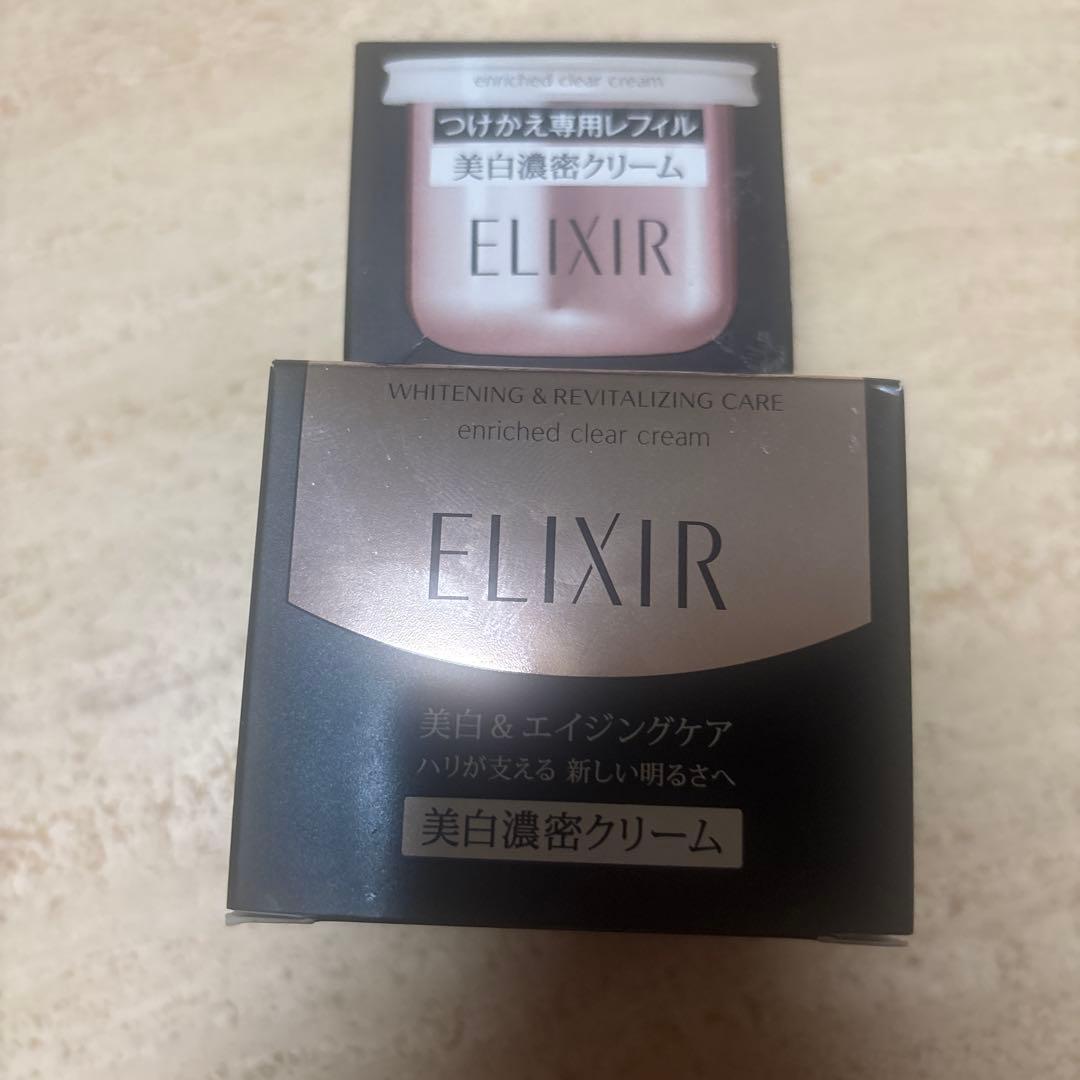 enriched clear cream
つけかえ専用レフィル
美白濃密クリーム
ELIXIR
WHITENING & REVITALIZING CARE
enriched clear cream
ELIXIR
美白 & エイジングケア
ハリが支える 新しい明るさへ
美白濃密クリーム